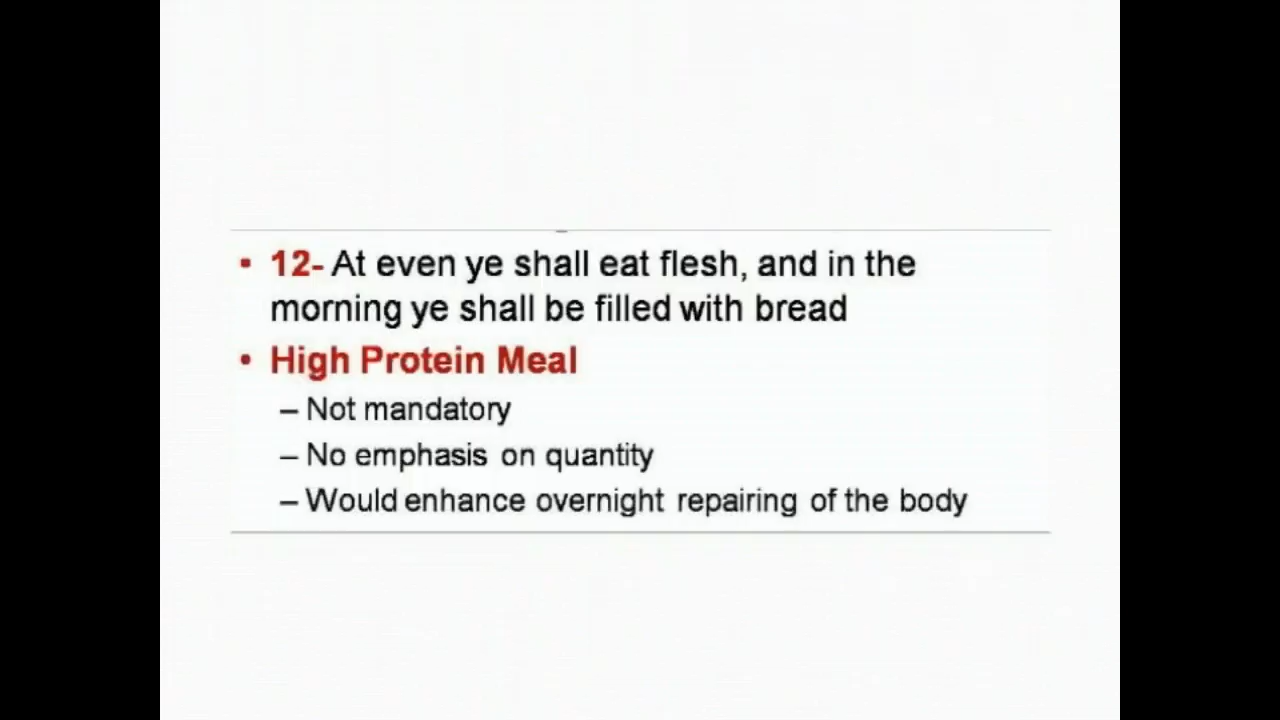 • 12- At even ye shall eat flesh, and in the
morning ye shall be filled with bread
• High Protein Meal
– Not mandatory
– No emphasis on quantity
– Would enhance overnight repairing of the body